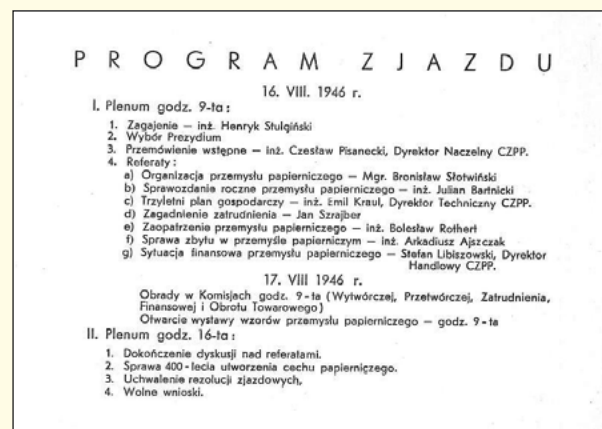 PROGRAM ZJAZDU
16. VIII. 1946 r.
I. Plenum godz. 9-ta:
1. Zagajenie – inż. Henryk Stulgiński
2. Wybór Prezydium
3. Przemówienie wstępne – inż. Czesław Pisanecki, Dyrektor Naczelny CZPP.
4. Referaty:
a) Organizacja przemysłu papierniczego – Mgr. Bronisław Słotwiński
b) Sprawozdanie roczne przemysłu papierniczego – inż. Julian Bartnicki
c) Trzyletni plan gospodarczy – inż. Emil Kraul, Dyrektor Techniczny CZPP.
d) Zagadnienie zatrudnienia – Jan Szrajber
e) Zaopatrzenie przemysłu papierniczego – inż. Bolesław Rothert
f) Sprawa zbytu w przemyśle papierniczym – inż. Arkadiusz Ajszczak
g) Sytuacja finansowa przemysłu papierniczego – Stefan Libiszowski, Dyrektor
Handlowy CZPP.
17. VIII 1946 r.
Obrady w Komisjach godz. 9-ta (Wytwórczej, Przetwórczej, Zatrudnienia,
Finansowej i Obrotu Towarowego)
Otwarcie wystawy wzorów przemysłu papierniczego – godz. 9-ta
II. Plenum godz. 16-ta:
1. Dokończenie dyskusji nad referatami.
2. Sprawa 400-lecia utworzenia cechu papierniczego.
3. Uchwalenie rezolucji zjazdowych.
4. Wolne wnioski.